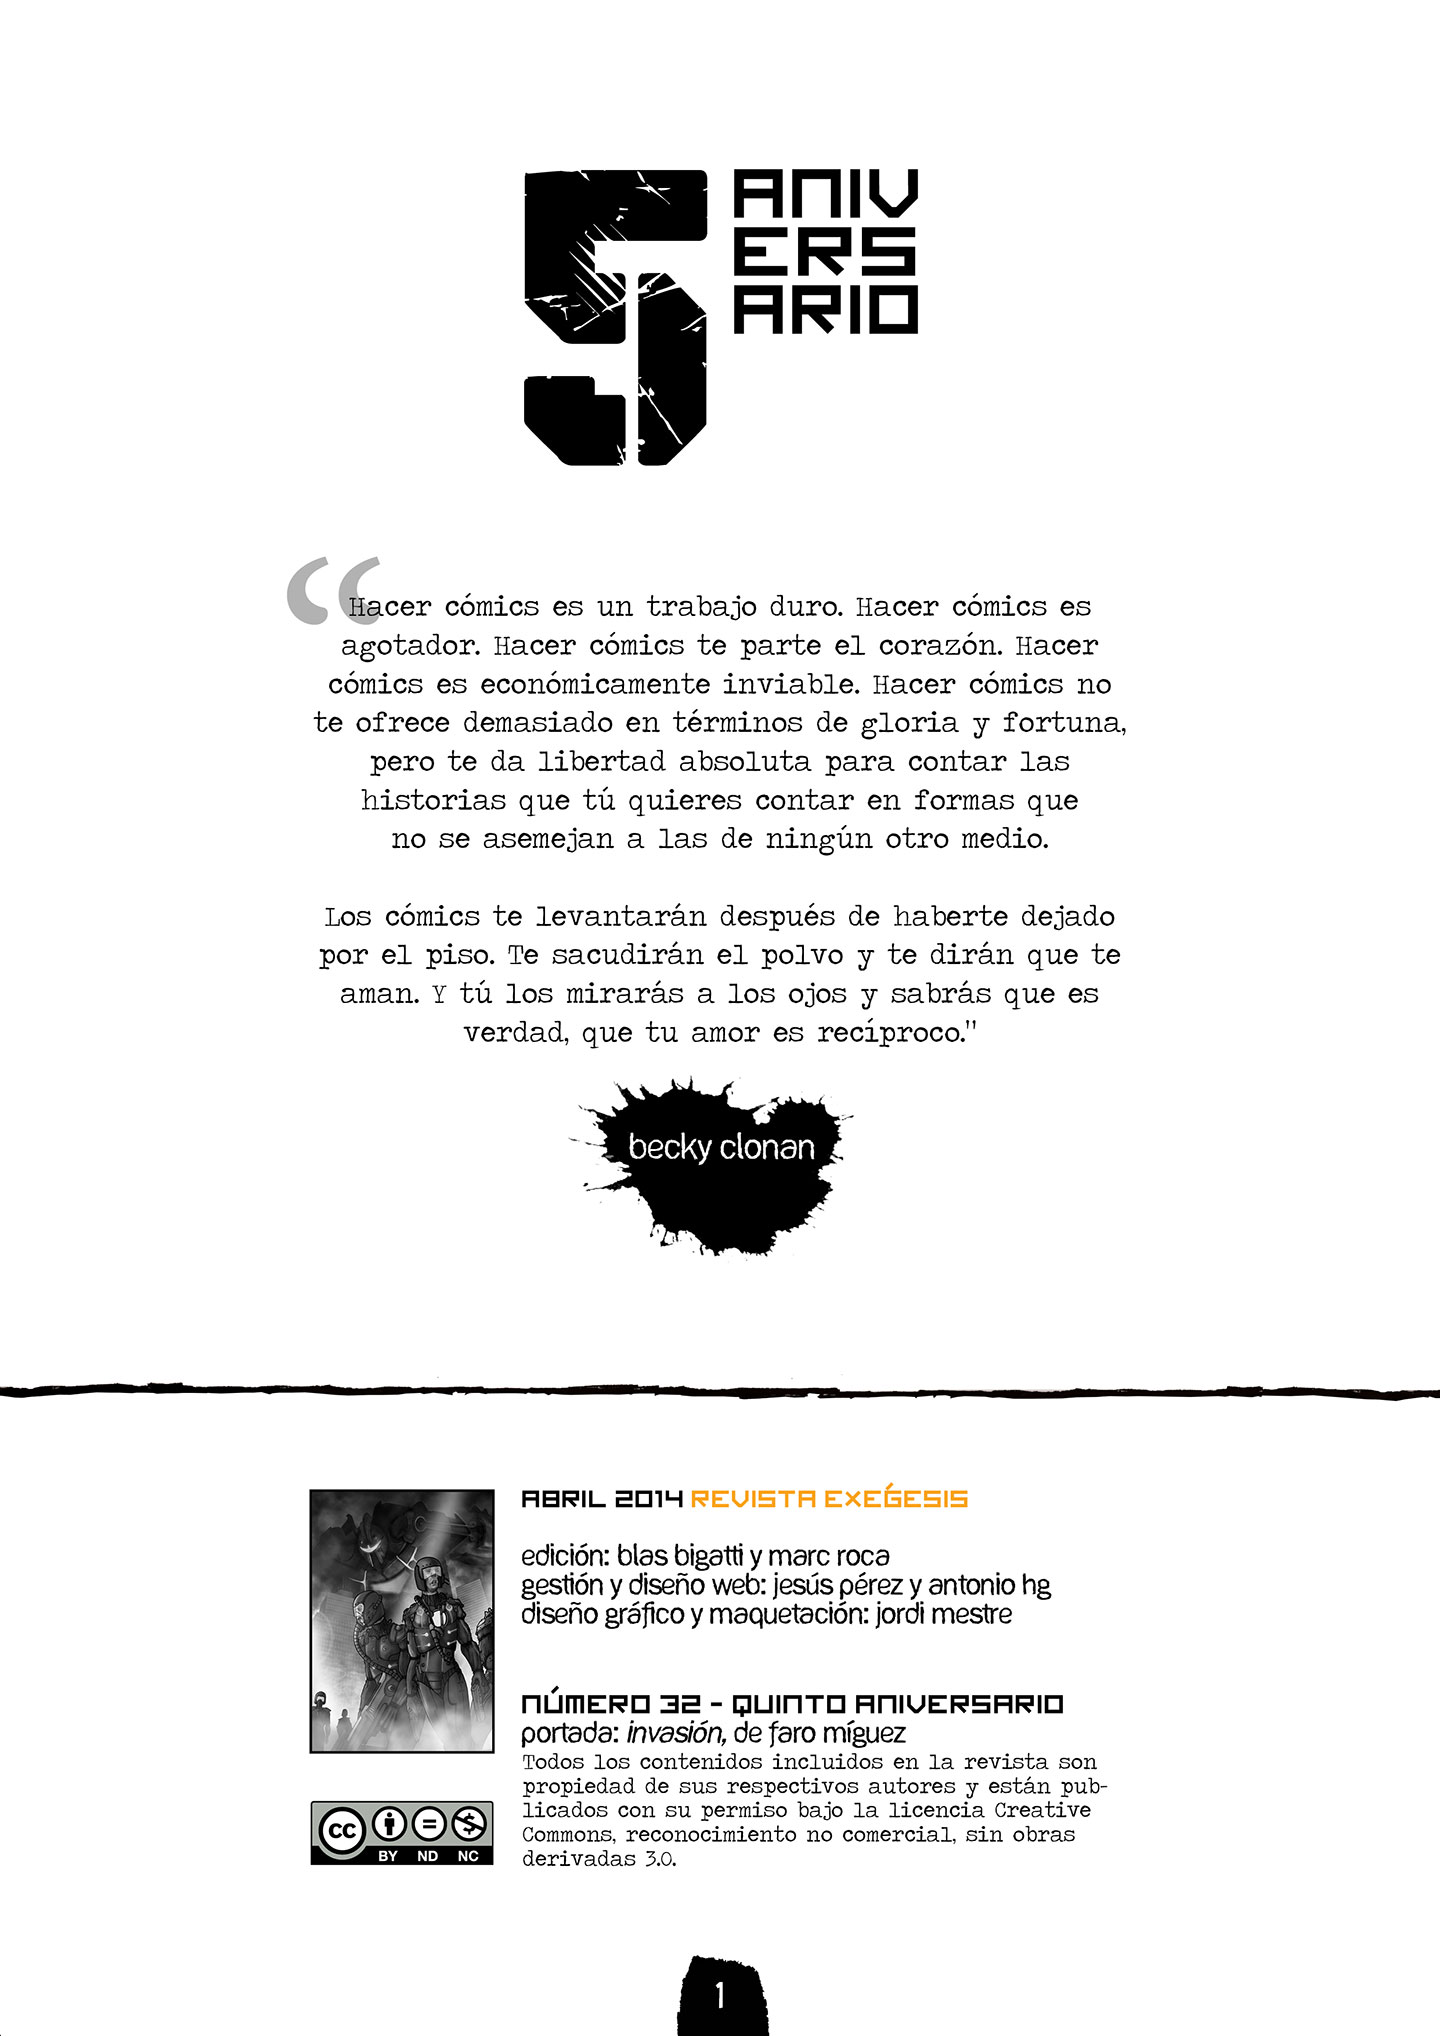 5
ANIV
ERS
ARIO
“Hacer cómics es un trabajo duro. Hacer cómics es
agotador. Hacer cómics te parte el corazón. Hacer
cómics es económicamente inviable. Hacer cómics no
te ofrece demasiado en términos de gloria y fortuna,
pero te da libertad absoluta para contar las
historias que tú quieres contar en formas que
no se asemejan a las de ningún otro medio.
Los cómics te levantarán después de haberte dejado
por el piso. Te sacudirán el polvo y te dirán que te
aman. Y tú los mirarás a los ojos y sabrás que es
verdad, que tu amor es recíproco."
becky clonan
ABRIL 2014 REVISTA EXEǴESIS
edición: blas bigatti y marc roca
gestión y diseño web: jesús pérez y antonio hg
diseño gráfico y maquetación: jordi mestre
NÚMERO 32 - QUINTO ANIVERSARIO
portada: invasión, de faro míguez
Todos los contenidos incluidos en la revista son
propiedad de sus respectivos autores y están pub-
licados con su permiso bajo la licencia Creative
Commons, reconocimiento no comercial, sin obras
derivadas 3.0.
cc
BY ND NC
1